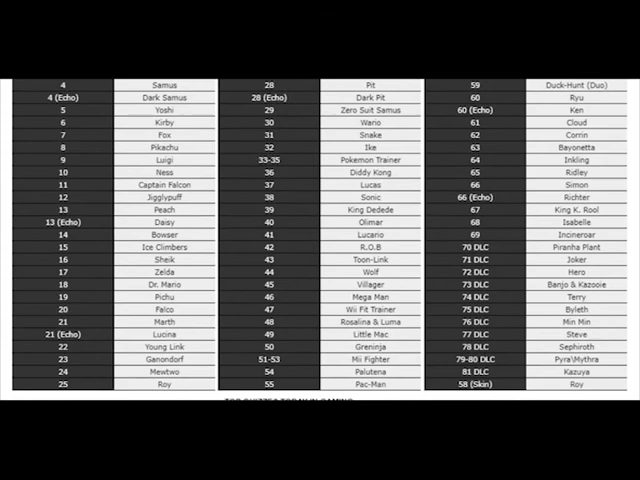 4 Samus 28 Pit 59 Duck-Hunt (Duo)
4 (Echo) Dark Samus 28 (Echo) Dark Pit 60 Ryu
5 Yoshi 29 Zero Suit Samus 60 (Echo) Ken
6 Kirby 30 Wario 61 Cloud
7 Fox 31 Snake 62 Corrin
8 Pikachu 32 Ike 63 Bayonetta
9 Luigi 33-35 Pokemon Trainer 64 Inkling
10 Ness 36 Diddy Kong 65 Ridley
11 Captain Falcon 37 Lucas 66 Simon
12 Jigglypuff 38 Sonic 66 (Echo) Richter
13 Peach 39 King Dedede 67 King K. Rool
13 (Echo) Daisy 40 Olimar 68 Isabelle
14 Bowser 41 Lucario 69 Incineroar
15 Ice Climbers 42 R.O.B 70 DLC Piranha Plant
16 Sheik 43 Toon-Link 71 DLC Joker
17 Zelda 44 Wolf 72 DLC Hero
18 Dr. Mario 45 Villager 73 DLC Banjo & Kazooie
19 Pichu 46 Mega Man 74 DLC Terry
20 Falco 47 Wii Fit Trainer 75 DLC Byleth
21 Marth 48 Rosalina & Luma 76 DLC Min Min
21 (Echo) Lucina 49 Little Mac 77 DLC Steve
22 Young Link 50 Greninja 78 DLC Sephiroth
23 Ganondorf 51-53 Mii Fighter 79-80 DLC Pyra\Mythra
24 Mewtwo 54 Palutena 81 DLC Kazuya
25 Roy 55 Pac-Man 58 (Skin) Roy